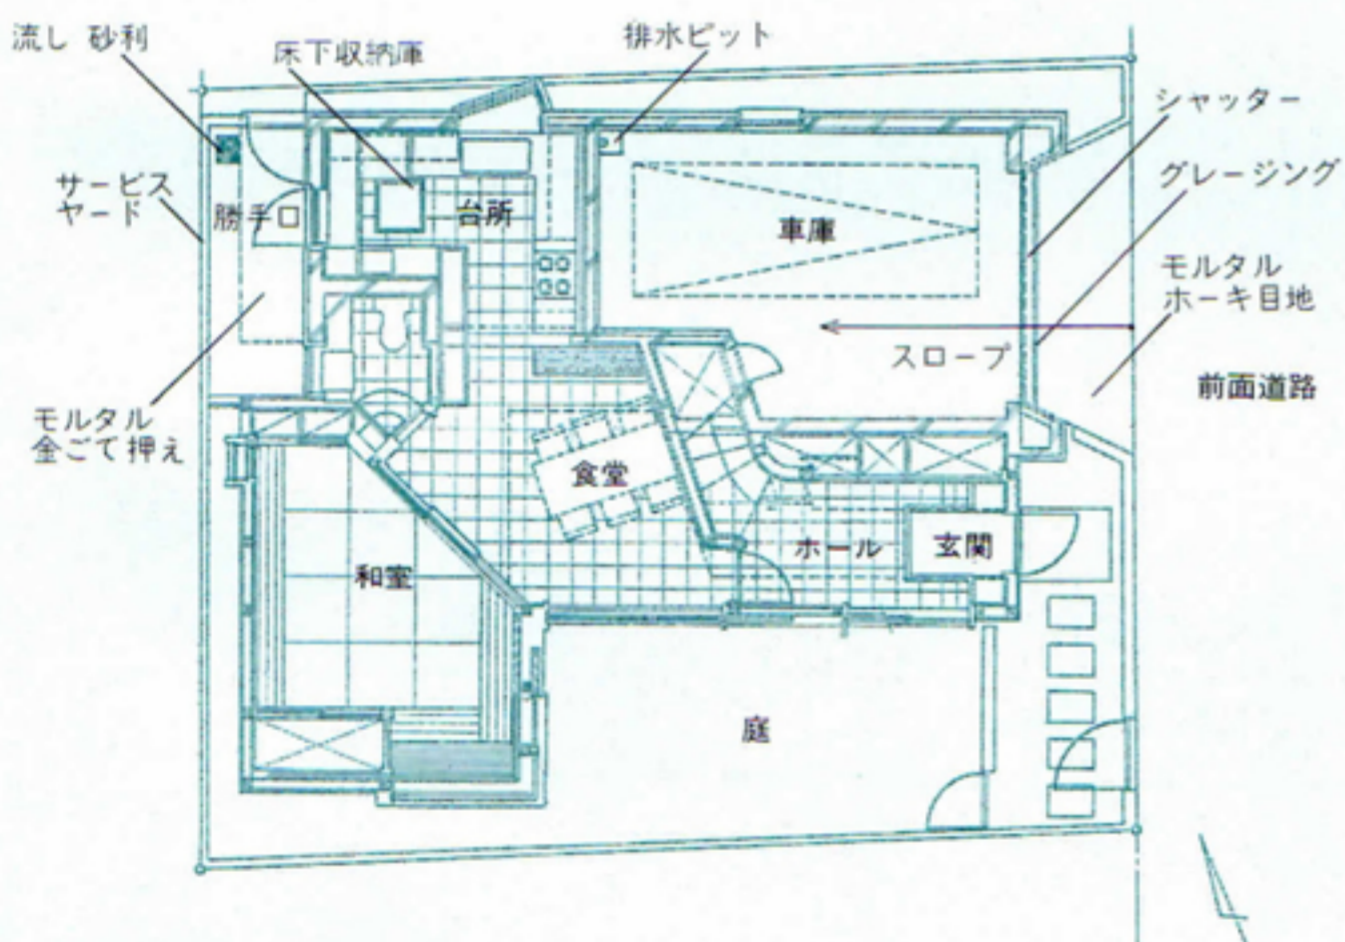 流し 砂利
床下収納庫
排水ピット
シャッター
グレージング
サービス
ヤード
勝手口
台所
車庫
モルタル
ホーキ目地
スロープ
前面道路
モルタル
金ごて押え
食堂
ホール
玄関
和室
庭